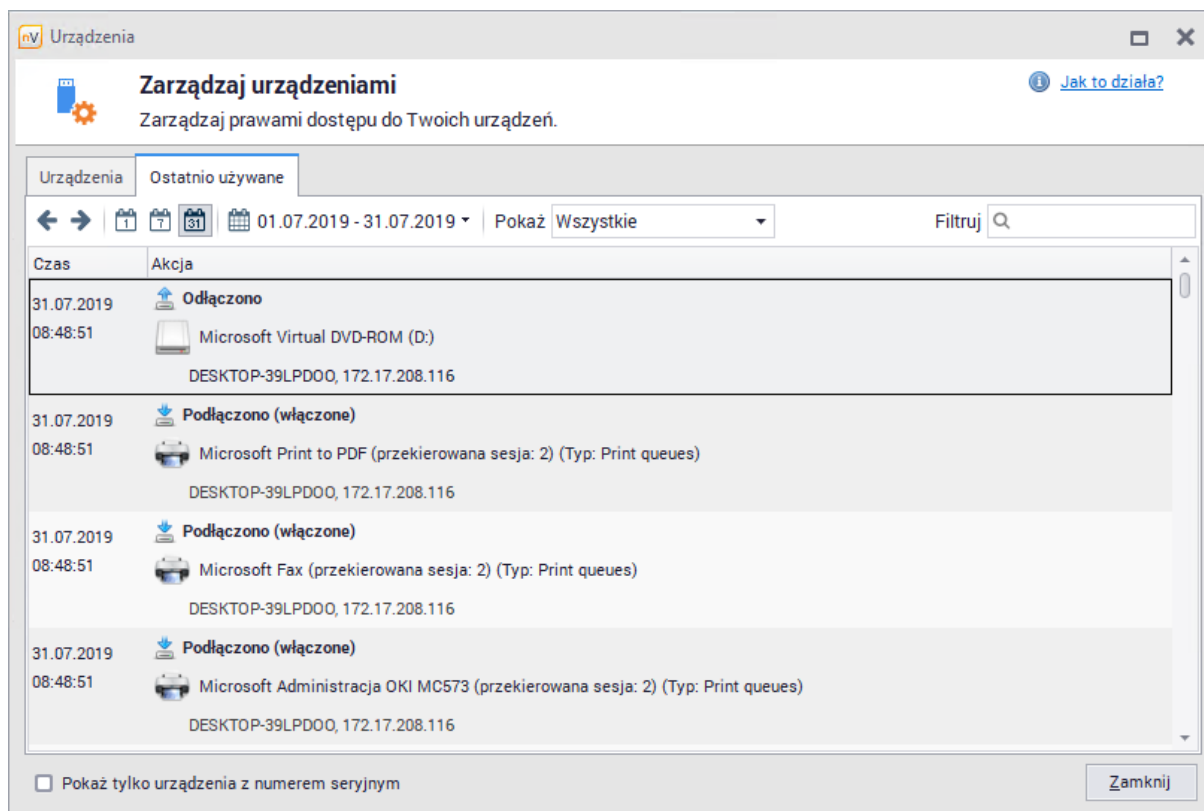 nV Urządzenia
Zarządzaj urządzeniami
Jak to działa?
Zarządzaj prawami dostępu do Twoich urządzeń.
Urządzenia Ostatnio używane
1 7 31 01.07.2019 - 31.07.2019 Pokaż Wszystkie Filtruj
Czas Akcja
31.07.2019 Odłączono
08:48:51 Microsoft Virtual DVD-ROM (D:)
DESKTOP-39LPDOO, 172.17.208.116
31.07.2019 Podłączono (włączone)
08:48:51 Microsoft Print to PDF (przekierowana sesja: 2) (Typ: Print queues)
DESKTOP-39LPDOO, 172.17.208.116
31.07.2019 Podłączono (włączone)
08:48:51 Microsoft Fax (przekierowana sesja: 2) (Typ: Print queues)
DESKTOP-39LPDOO, 172.17.208.116
31.07.2019 Podłączono (włączone)
08:48:51 Microsoft Administracja OKI MC573 (przekierowana sesja: 2) (Typ: Print queues)
DESKTOP-39LPDOO, 172.17.208.116
Pokaż tylko urządzenia z numerem seryjnym Zamknij